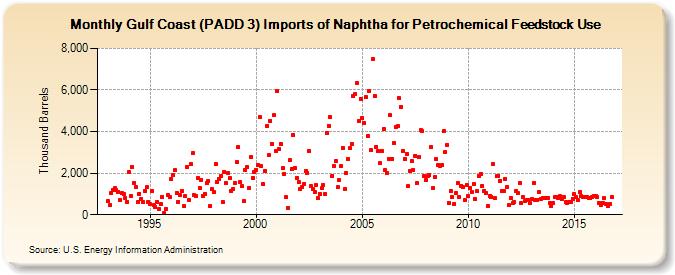 Monthly Gulf Coast (PADD 3) Imports of Naphtha for Petrochemical Feedstock Use
Thousand Barrels
8,000
6,000
4,000
2,000
0
1995 2000 2005 2010 2015
Source: U.S. Energy Information Administration